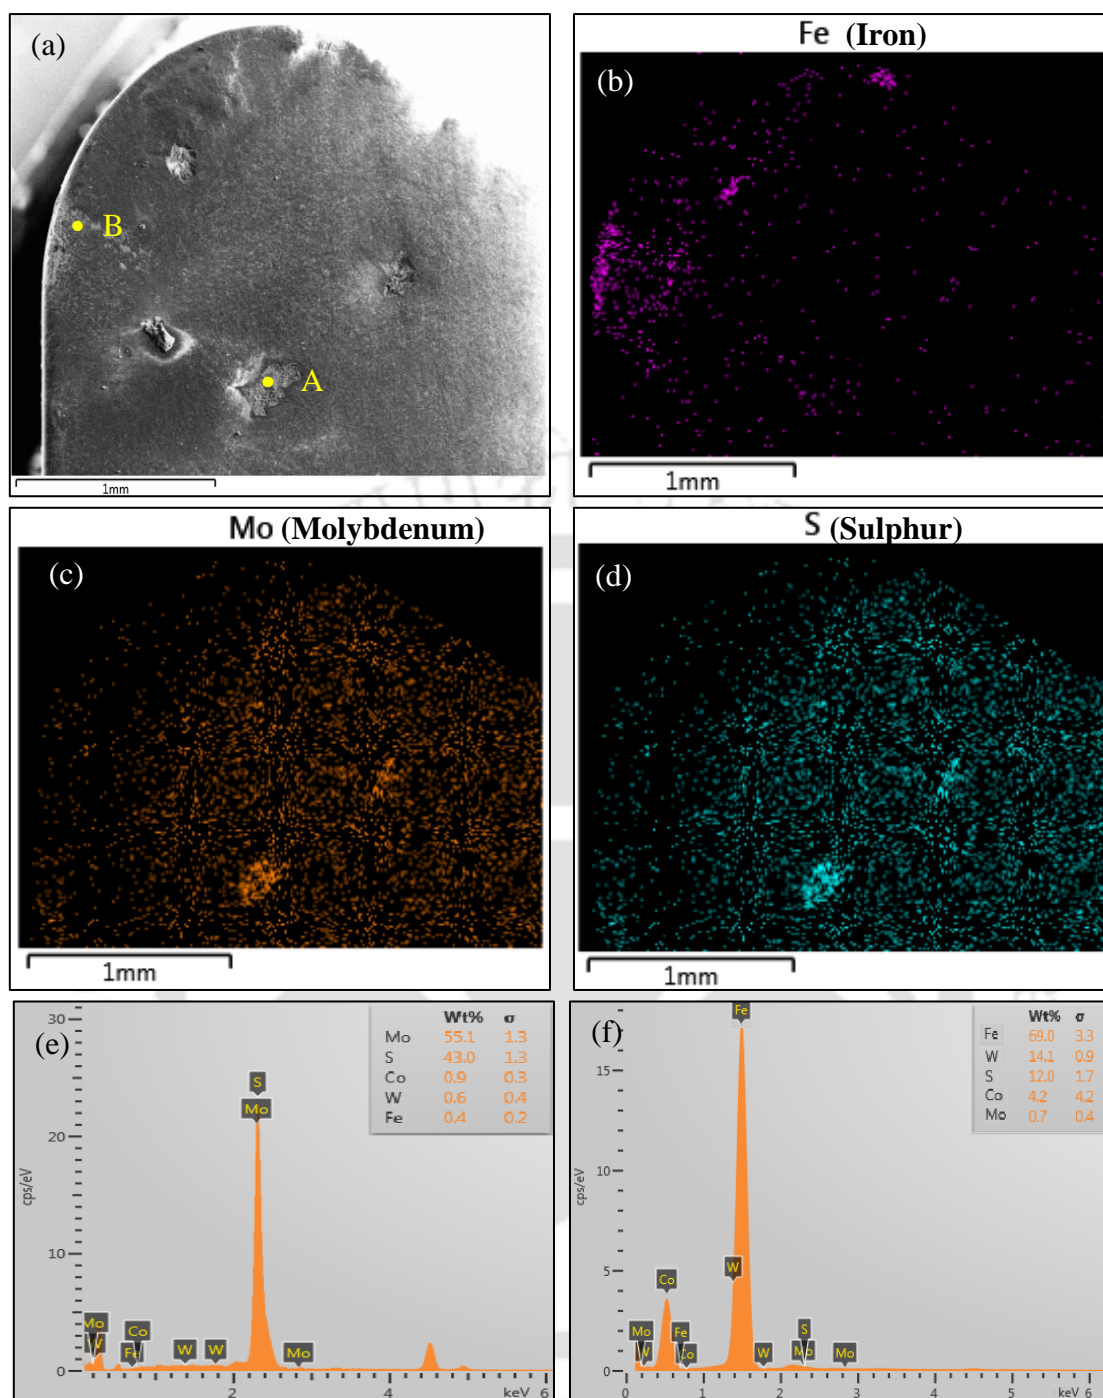 (a)
B
A
1mm
Fe (Iron)
(b)
1mm
Mo (Molybdenum)
(c)
1mm
S (Sulphur)
(d)
1mm
(e)
Wt% σ
Mo 55.1 1.3
S 43.0 1.3
Co 0.9 0.3
W 0.6 0.4
Fe 0.4 0.2
30
20
10
0
cps/eV
S
Mo
Mo
W
Co
Fe
W
W
Mo
2
4
keV 6
(f)
Wt% σ
Fe 69.0 3.3
W 14.1 0.9
S 12.0 1.7
Co 4.2 4.2
Mo 0.7 0.4
15
10
5
0
cps/eV
Fe
W
Co
Mo
W
Fe
Co
W
S
Mo
Mo
0 1 2 3 4 5 keV 6